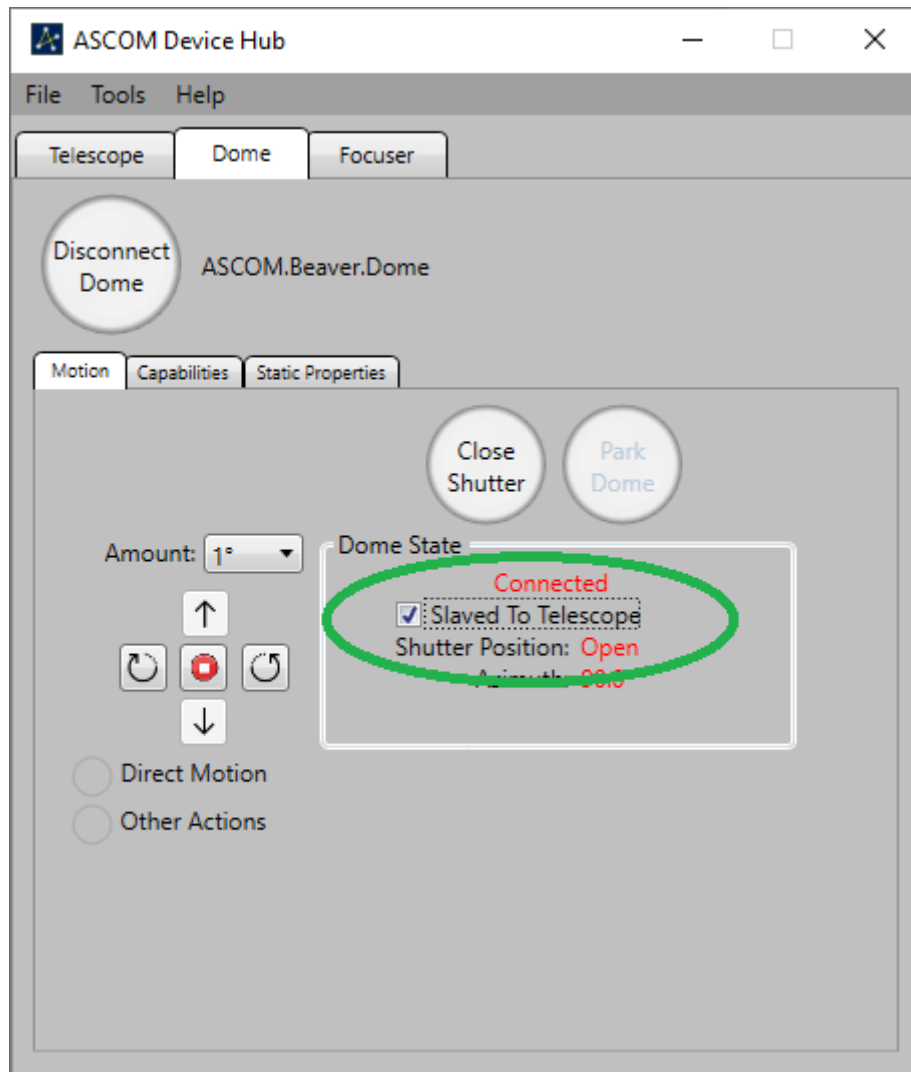 ASCOM Device Hub
File Tools Help
Telescope Dome Focuser
Disconnect
Dome
ASCOM.Beaver.Dome
Motion Capabilities Static Properties
Close
Shutter
Park
Dome
Amount: 1°
Dome State
Connected
Slaved To Telescope
Shutter Position: Open
Azimuth:
Direct Motion
Other Actions